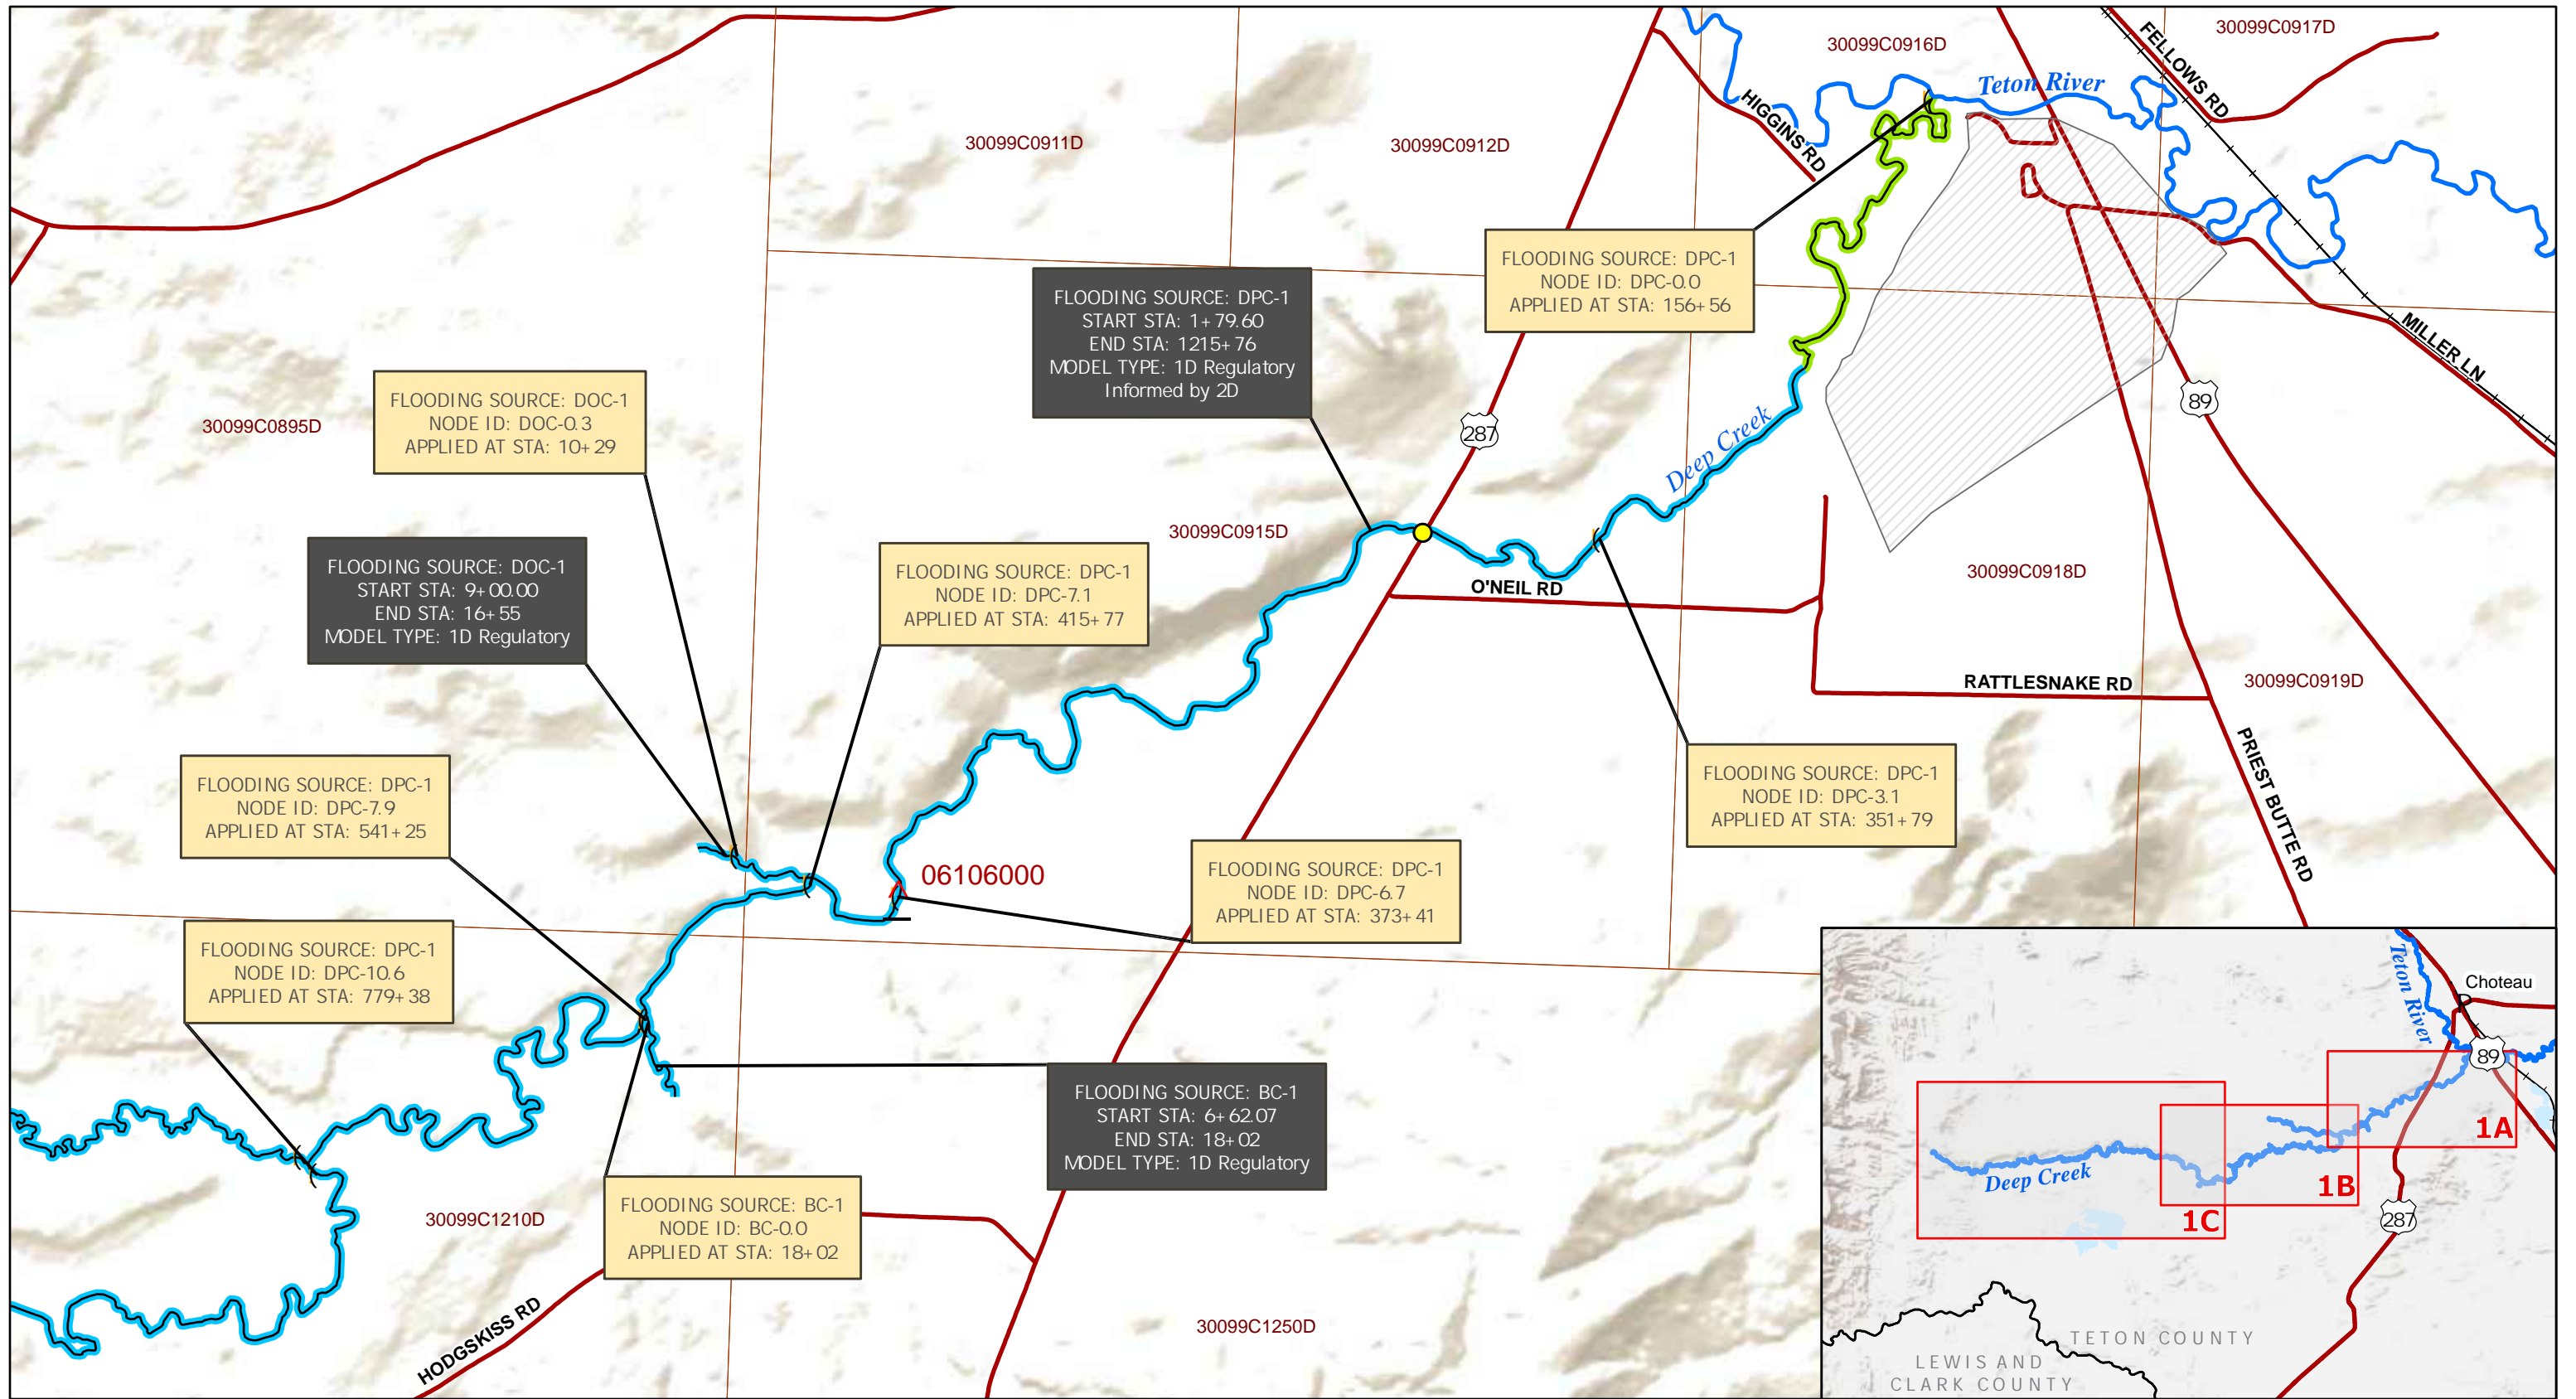 30099C0917D
30099C0916D
FELLOWS RD
Teton River
HIGGINS RD
30099C0911D
30099C0912D
FLOODING SOURCE: DPC-1
NODE ID: DPC-0.0
APPLIED AT STA: 156+56
FLOODING SOURCE: DPC-1
START STA: 1+79.60
END STA: 1215+76
MODEL TYPE: 1D Regulatory
Informed by 2D
MILLER LN
89
287
FLOODING SOURCE: DOC-1
NODE ID: DOC-0.3
APPLIED AT STA: 10+29
30099C0895D
Deep Creek
30099C0915D
FLOODING SOURCE: DOC-1
START STA: 9+00.00
END STA: 16+55
MODEL TYPE: 1D Regulatory
FLOODING SOURCE: DPC-1
NODE ID: DPC-7.1
APPLIED AT STA: 415+77
O'NEIL RD
30099C0918D
RATTLESNAKE RD
30099C0919D
PRIEST BUTTE RD
FLOODING SOURCE: DPC-1
NODE ID: DPC-3.1
APPLIED AT STA: 351+79
FLOODING SOURCE: DPC-1
NODE ID: DPC-7.9
APPLIED AT STA: 541+25
06106000
FLOODING SOURCE: DPC-1
NODE ID: DPC-6.7
APPLIED AT STA: 373+41
FLOODING SOURCE: DPC-1
NODE ID: DPC-10.6
APPLIED AT STA: 779+38
FLOODING SOURCE: BC-1
START STA: 6+62.07
END STA: 18+02
MODEL TYPE: 1D Regulatory
FLOODING SOURCE: BC-1
NODE ID: BC-0.0
APPLIED AT STA: 18+02
30099C1210D
HODGSKISS RD
30099C1250D
Teton River
Choteau
89
1A
Deep Creek
1B
1C
287
TETON COUNTY
LEWIS AND
CLARK COUNTY